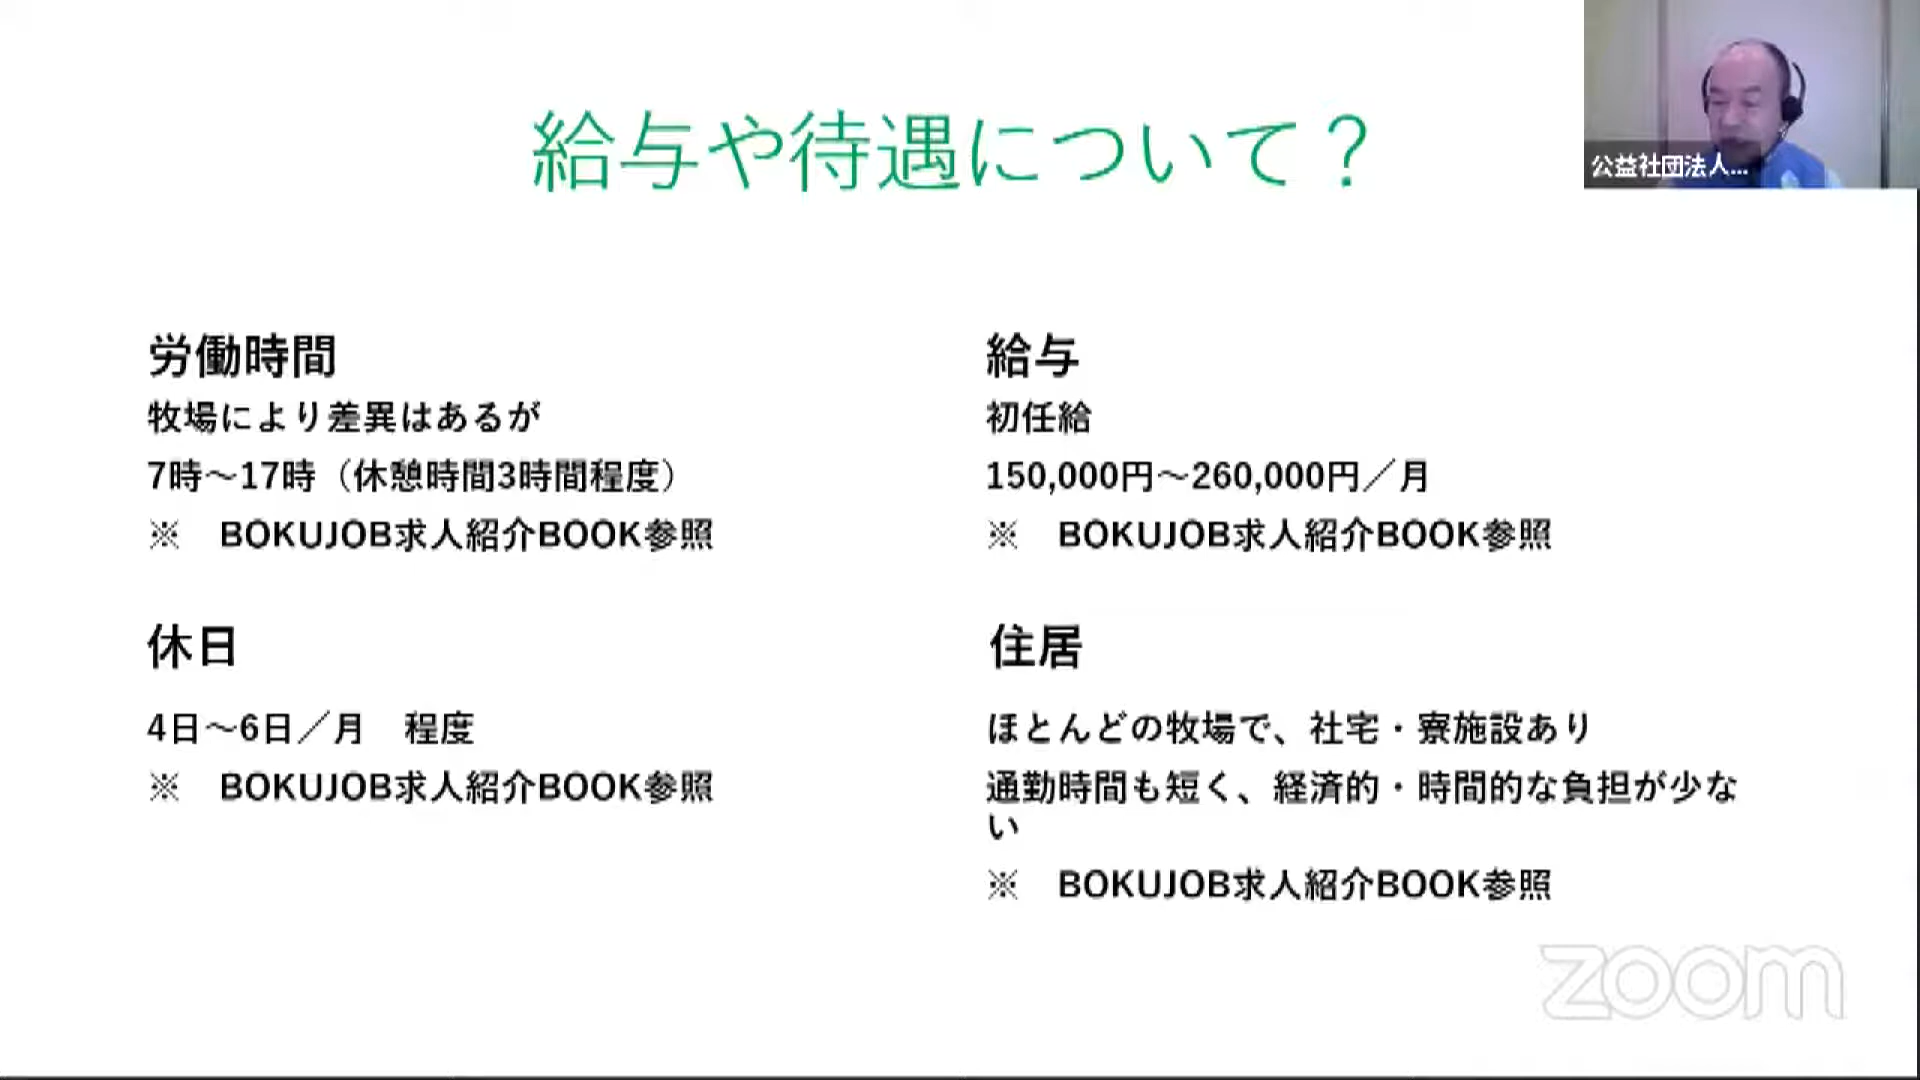 給与や待遇について？
公益社団法人...
労働時間
牧場により差異はあるが
7時～17時（休憩時間3時間程度）
※　BOKUJOB求人紹介BOOK参照
給与
初任給
150,000円～260,000円／月
※　BOKUJOB求人紹介BOOK参照
休日
4日～6日／月　程度
※　BOKUJOB求人紹介BOOK参照
住居
ほとんどの牧場で、社宅・寮施設あり
通勤時間も短く、経済的・時間的な負担が少な
い
※　BOKUJOB求人紹介BOOK参照
zoom